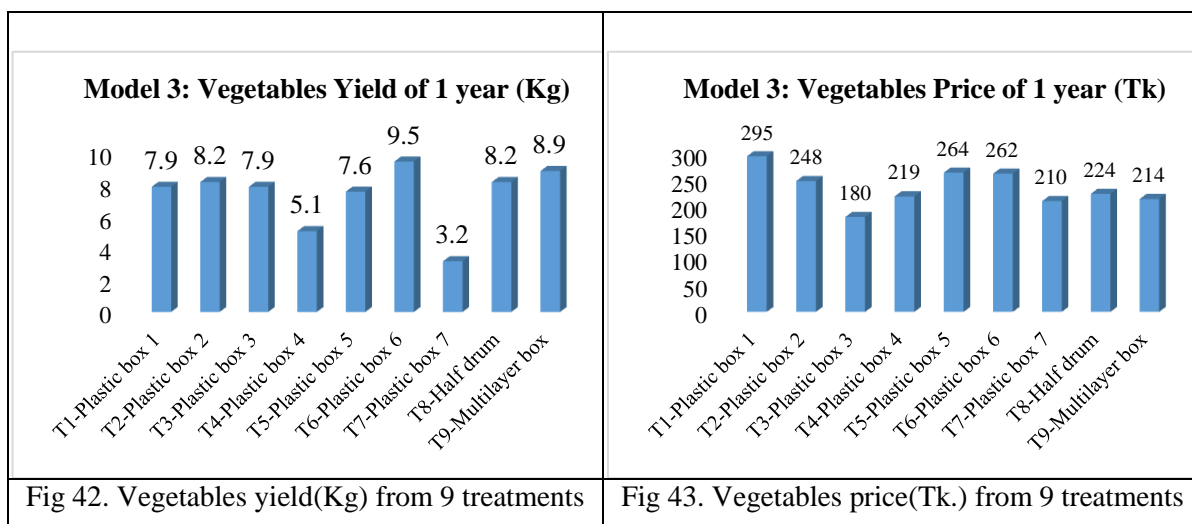 Model 3: Vegetables Yield of 1 year (Kg)
7.9
8.2
7.9
5.1
7.6
9.5
3.2
8.2
8.9
10
8
6
4
2
0
T1-Plastic box 1
T2-Plastic box 2
T3-Plastic box 3
T4-Plastic box 4
T5-Plastic box 5
T6-Plastic box 6
T7-Plastic box 7
T8-Half drum
T9-Multilayer box
Fig 42. Vegetables yield(Kg) from 9 treatments
Model 3: Vegetables Price of 1 year (Tk)
295
248
180
219
264
262
210
224
214
300
250
200
150
100
50
0
T1-Plastic box 1
T2-Plastic box 2
T3-Plastic box 3
T4-Plastic box 4
T5-Plastic box 5
T6-Plastic box 6
T7-Plastic box 7
T8-Half drum
T9-Multilayer box
Fig 43. Vegetables price(Tk.) from 9 treatments